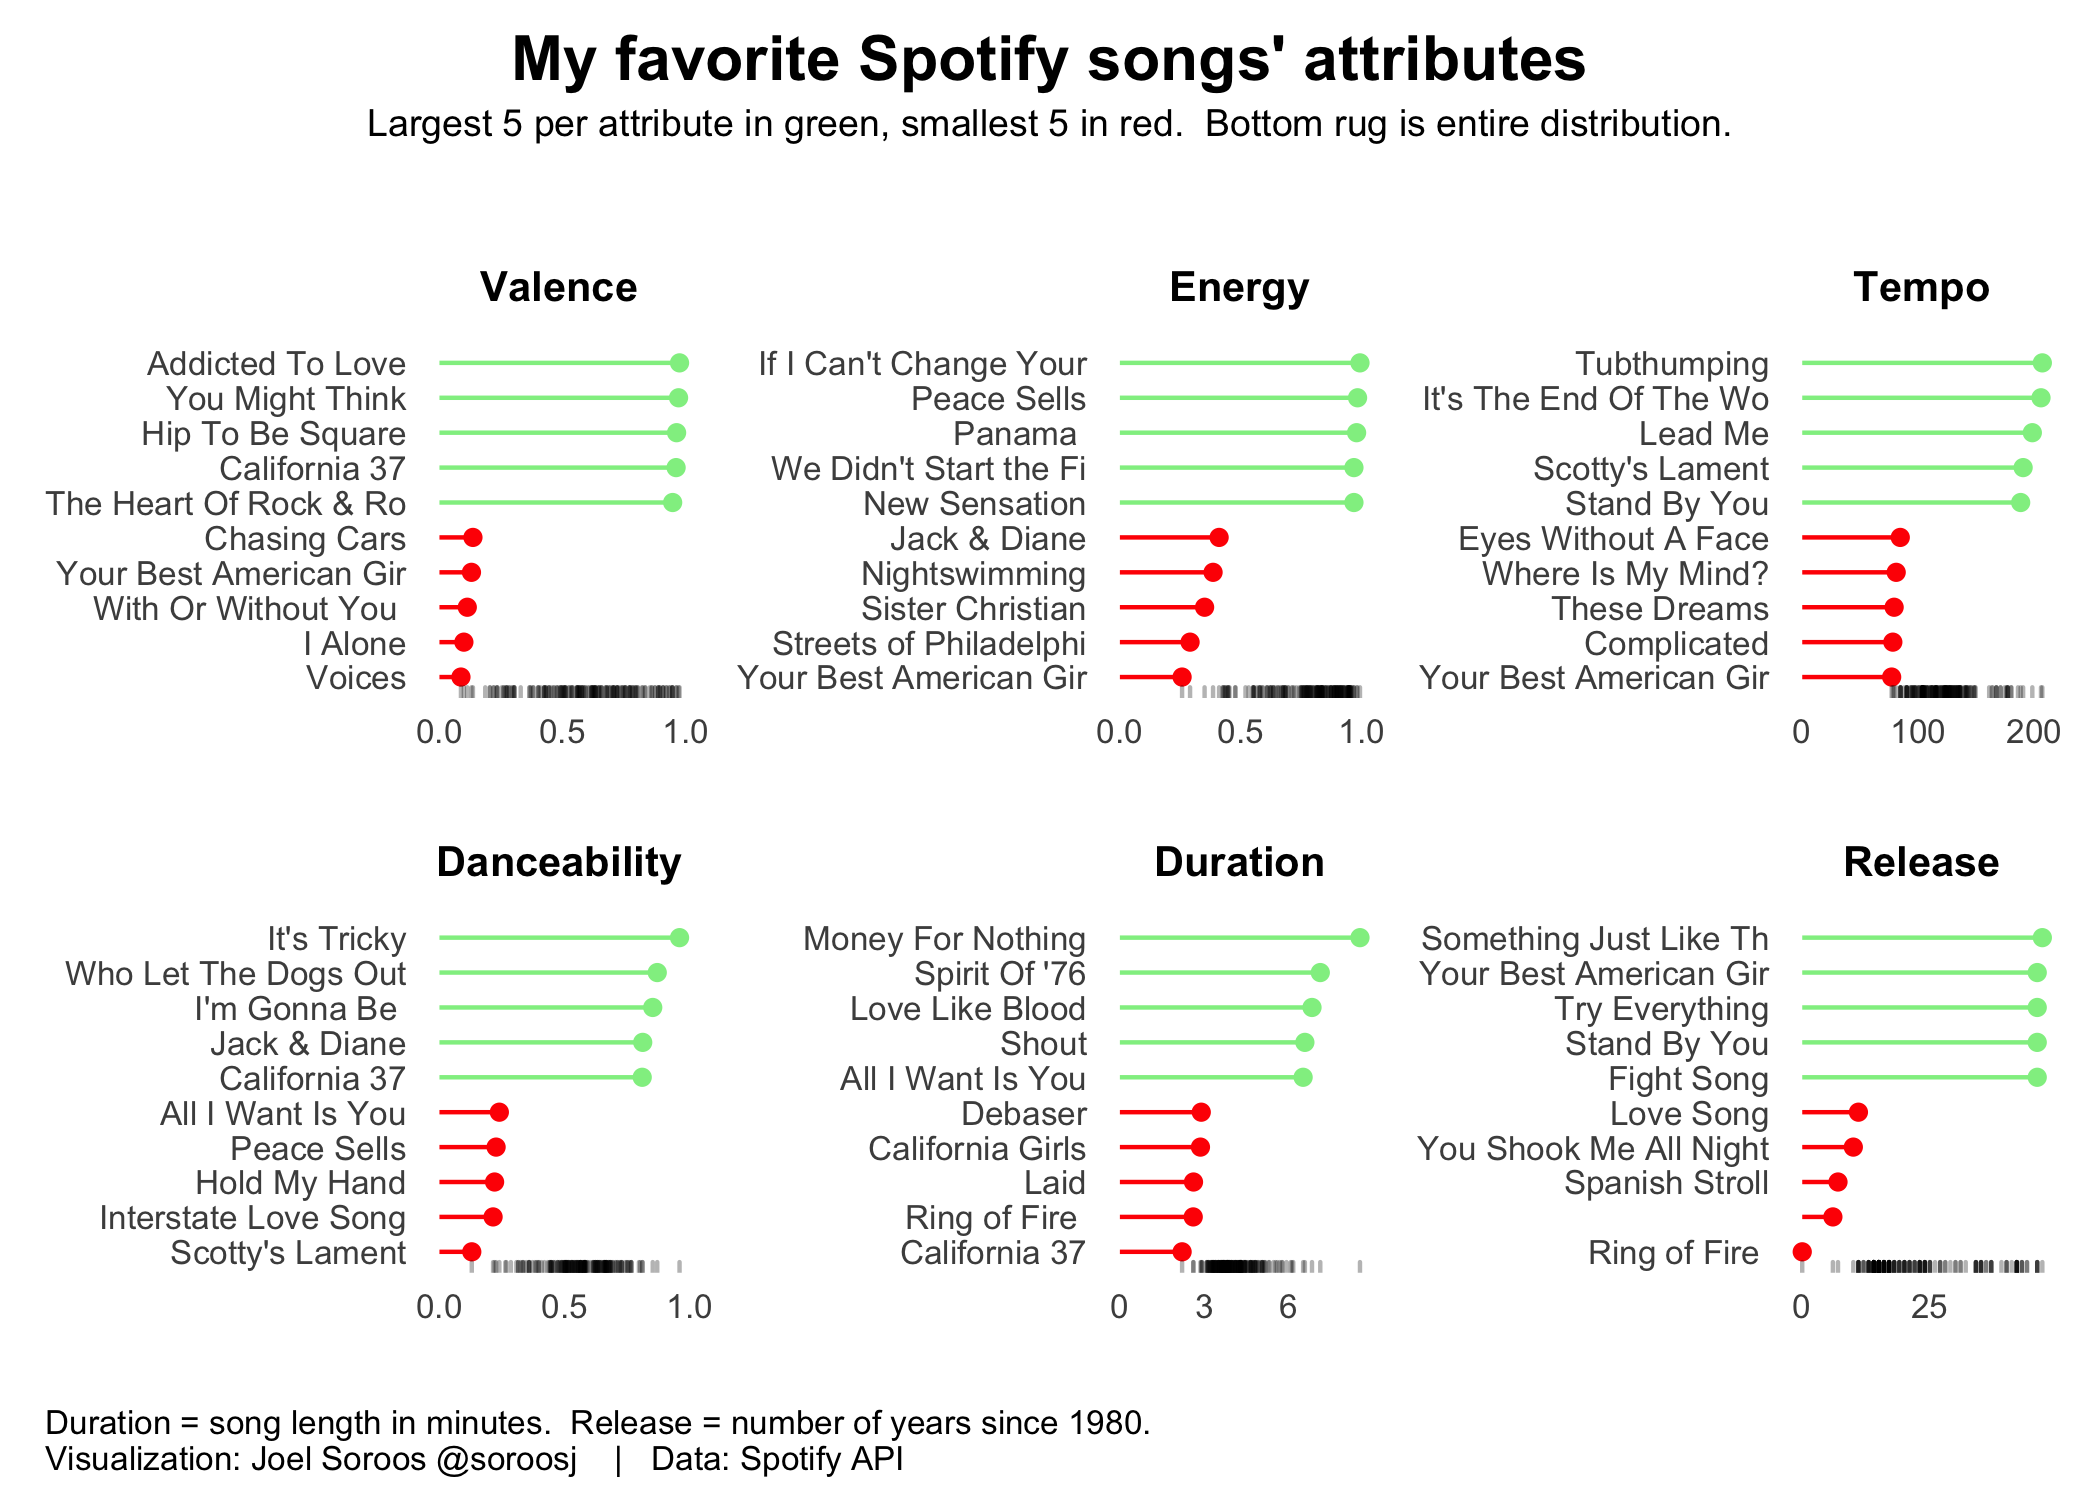 My favorite Spotify songs' attributes
Largest 5 per attribute in green, smallest 5 in red.  Bottom rug is entire distribution.
Valence
Addicted To Love
You Might Think
Hip To Be Square
California 37
The Heart Of Rock & Ro
Chasing Cars
Your Best American Gir
With Or Without You
I Alone
Voices
0.0 0.5 1.0
Energy
If I Can't Change Your
Peace Sells
Panama
We Didn't Start the Fi
New Sensation
Jack & Diane
Nightswimming
Sister Christian
Streets of Philadelphi
Your Best American Gir
0.0 0.5 1.0
Tempo
Tubthumping
It's The End Of The Wo
Lead Me
Scotty's Lament
Stand By You
Eyes Without A Face
Where Is My Mind?
These Dreams
Complicated
Your Best American Gir
0 100 200
Danceability
It's Tricky
Who Let The Dogs Out
I'm Gonna Be
Jack & Diane
California 37
All I Want Is You
Peace Sells
Hold My Hand
Interstate Love Song
Scotty's Lament
0.0 0.5 1.0
Duration
Money For Nothing
Spirit Of '76
Love Like Blood
Shout
All I Want Is You
Debaser
California Girls
Laid
Ring of Fire
California 37
0 3 6
Release
Something Just Like Th
Your Best American Gir
Try Everything
Stand By You
Fight Song
Love Song
You Shook Me All Night
Spanish Stroll
Ring of Fire
0 25
Duration = song length in minutes.  Release = number of years since 1980.
Visualization: Joel Soroos @soroosj    |   Data: Spotify API